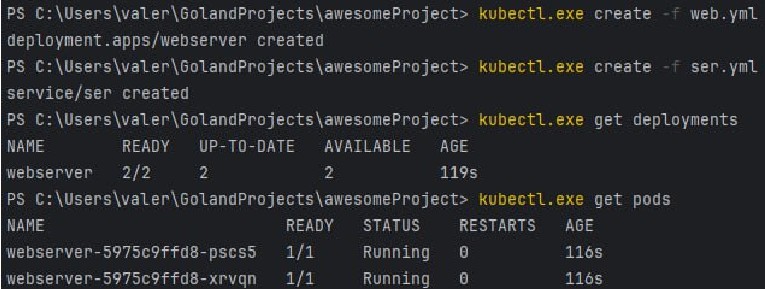 PS C:\Users\valer\GolandProjects\awesomeProject> kubectl.exe create -f web.yml
deployment.apps/webserver created
PS C:\Users\valer\GolandProjects\awesomeProject> kubectl.exe create -f ser.yml
service/ser created
PS C:\Users\valer\GolandProjects\awesomeProject> kubectl.exe get deployments
NAME        READY   UP-TO-DATE   AVAILABLE   AGE
webserver   2/2     2            2           119s
PS C:\Users\valer\GolandProjects\awesomeProject> kubectl.exe get pods
NAME                         READY   STATUS    RESTARTS   AGE
webserver-5975c9ffd8-pscs5   1/1     Running   0          116s
webserver-5975c9ffd8-xrvqn   1/1     Running   0          116s